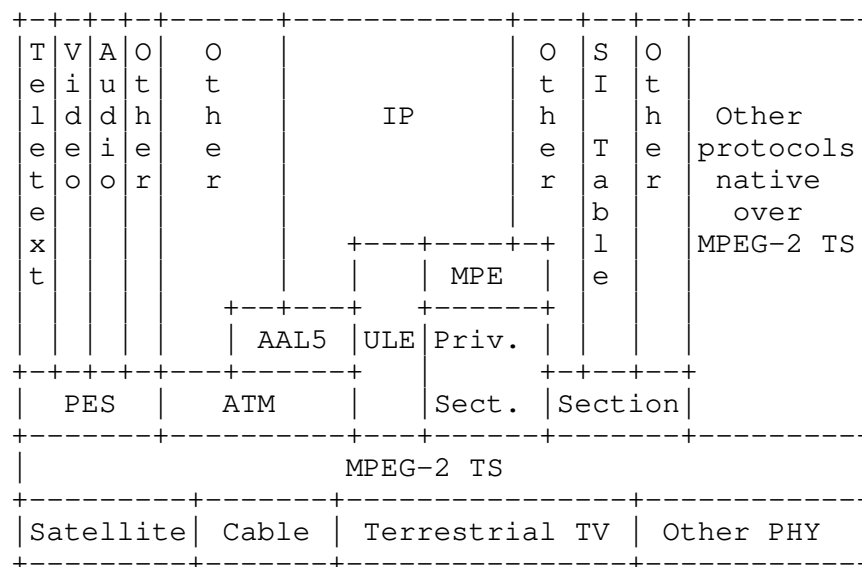 Teletext
Video
Audio
Other
Other
IP
Other
SI Table
Other
Other
protocols
native
over
MPEG-2 TS
MPE
AAL5
ULE
Priv.
Sect.
PES
ATM
Section
MPEG-2 TS
Satellite
Cable
Terrestrial TV
Other PHY